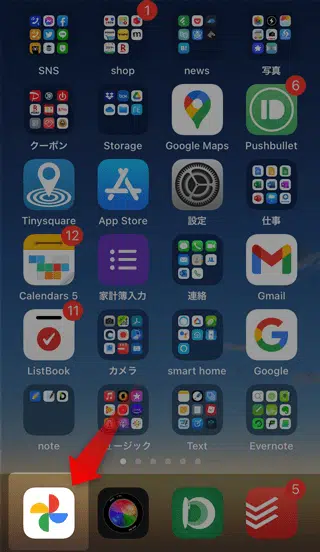 1
SNS
shop
news
写真
6
クーポン
Storage
Google Maps
Pushbullet
Tinysquare
App Store
設定
仕事
12
Calendars 5
家計簿入力
連絡
Gmail
11
ListBook
カメラ
smart home
Google
note
ュージック
Text
Evernote
5